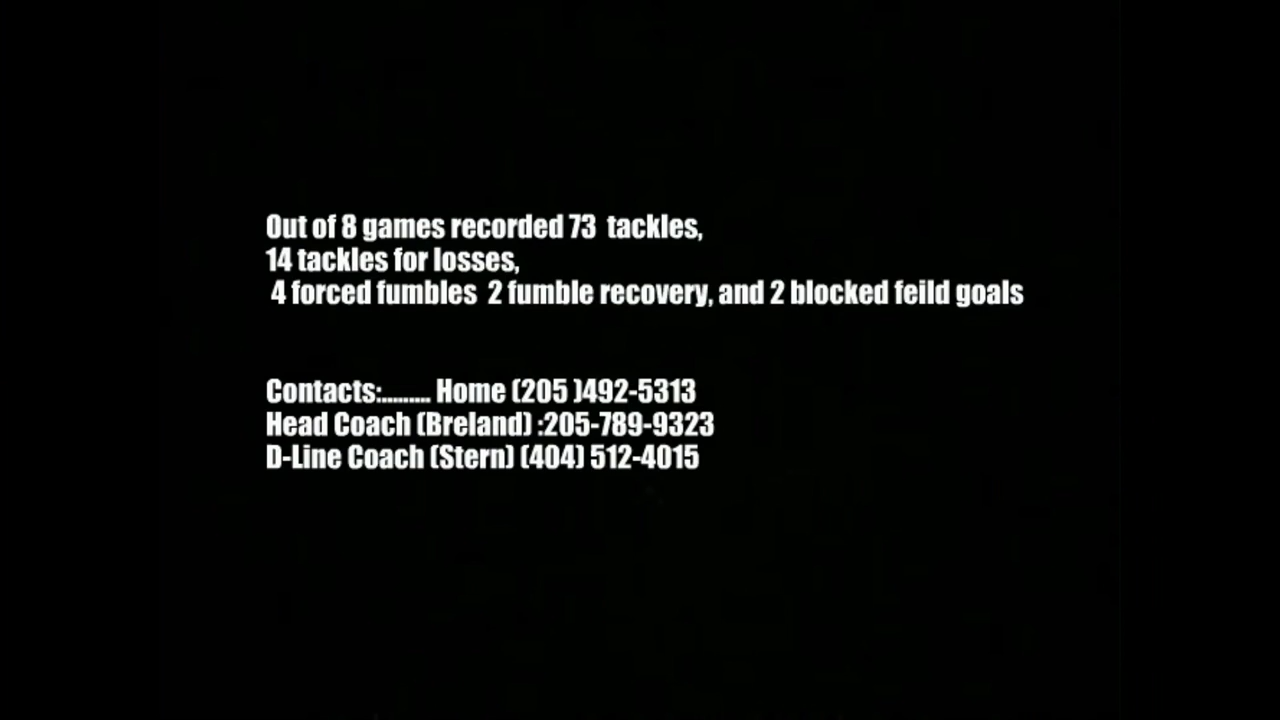 Out of 8 games recorded 73  tackles,
14 tackles for losses,
4 forced fumbles  2 fumble recovery, and 2 blocked feild goals
Contacts:......... Home (205 )492-5313
Head Coach (Breland) :205-789-9323
D-Line Coach (Stern) (404) 512-4015